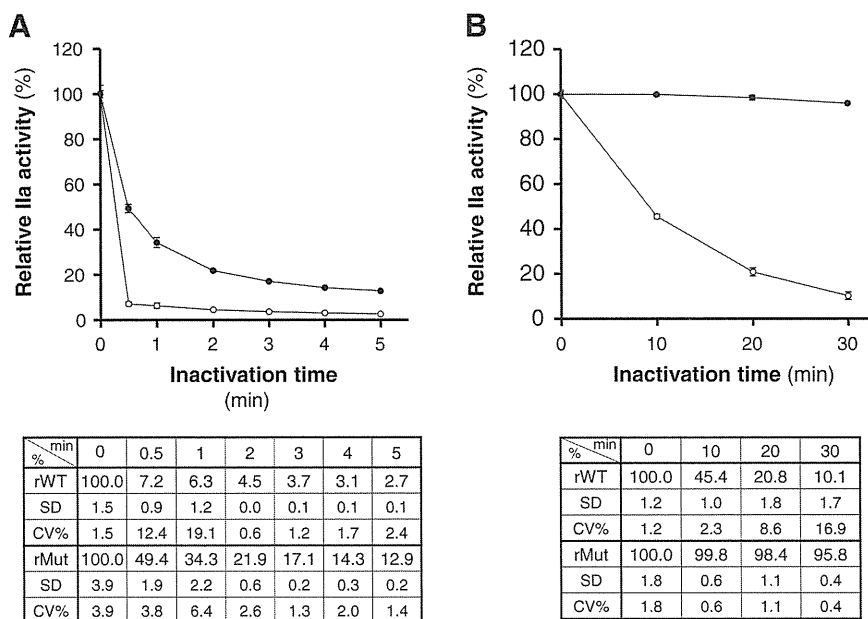 A
120
100
80
60
40
20
0
Relative IIa activity (%)
0 1 2 3 4 5
Inactivation time
(min)
min
% 0 0.5 1 2 3 4 5
rWT 100.0 7.2 6.3 4.5 3.7 3.1 2.7
SD 1.5 0.9 1.2 0.0 0.1 0.1 0.1
CV% 1.5 12.4 19.1 0.6 1.2 1.7 2.4
rMut 100.0 49.4 34.3 21.9 17.1 14.3 12.9
SD 3.9 1.9 2.2 0.6 0.2 0.3 0.2
CV% 3.9 3.8 6.4 2.6 1.3 2.0 1.4
B
120
100
80
60
40
20
0
Relative IIa activity (%)
0 10 20 30
Inactivation time (min)
min
% 0 10 20 30
rWT 100.0 45.4 20.8 10.1
SD 1.2 1.0 1.8 1.7
CV% 1.2 2.3 8.6 16.9
rMut 100.0 99.8 98.4 95.8
SD 1.8 0.6 1.1 0.4
CV% 1.8 0.6 1.1 0.4